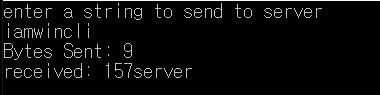 enter a string to send to server
iamwincli
Bytes Sent: 9
received: 157server